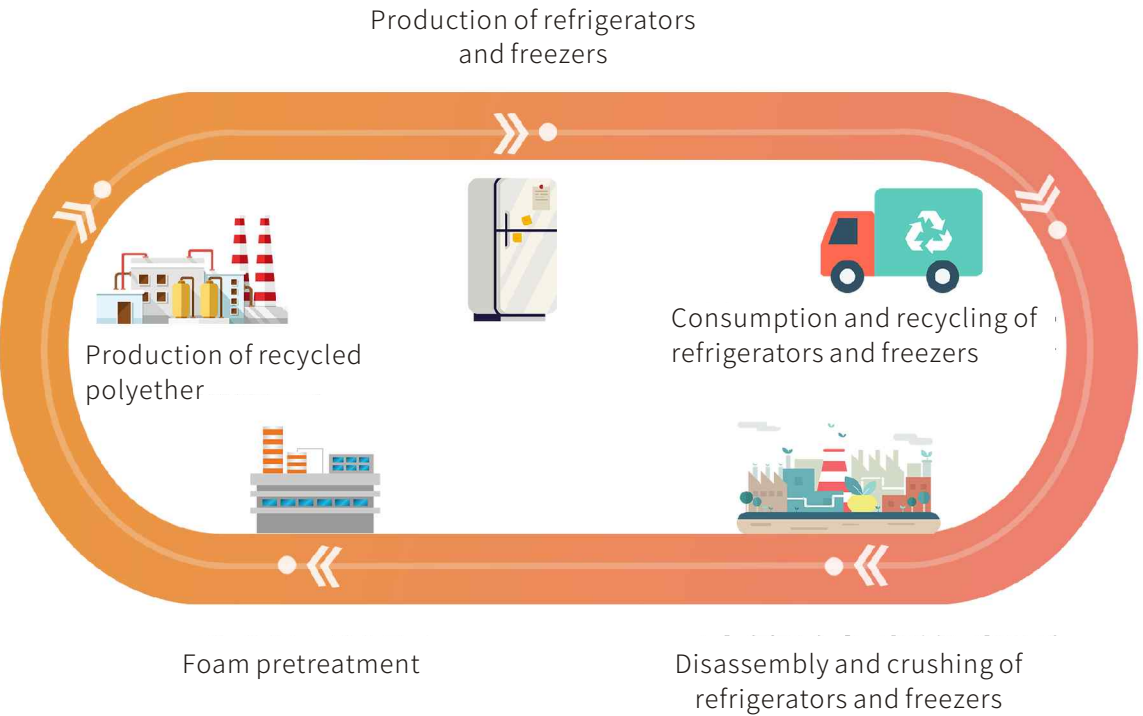 Production of refrigerators
and freezers
Consumption and recycling of
refrigerators and freezers
Production of recycled
polyether
Foam pretreatment
Disassembly and crushing of
refrigerators and freezers